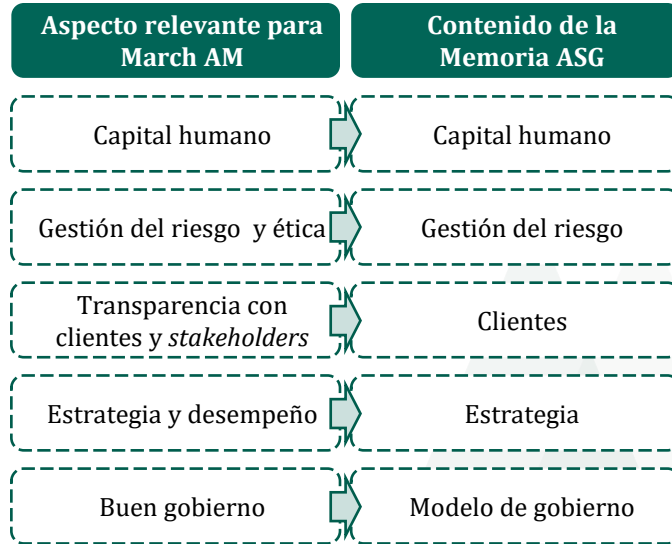 Aspecto relevante para
March AM
Contenido de la
Memoria ASG
Capital humano
Capital humano
Gestión del riesgo y ética
Gestión del riesgo
Transparencia con
clientes y stakeholders
Clientes
Estrategia y desempeño
Estrategia
Buen gobierno
Modelo de gobierno